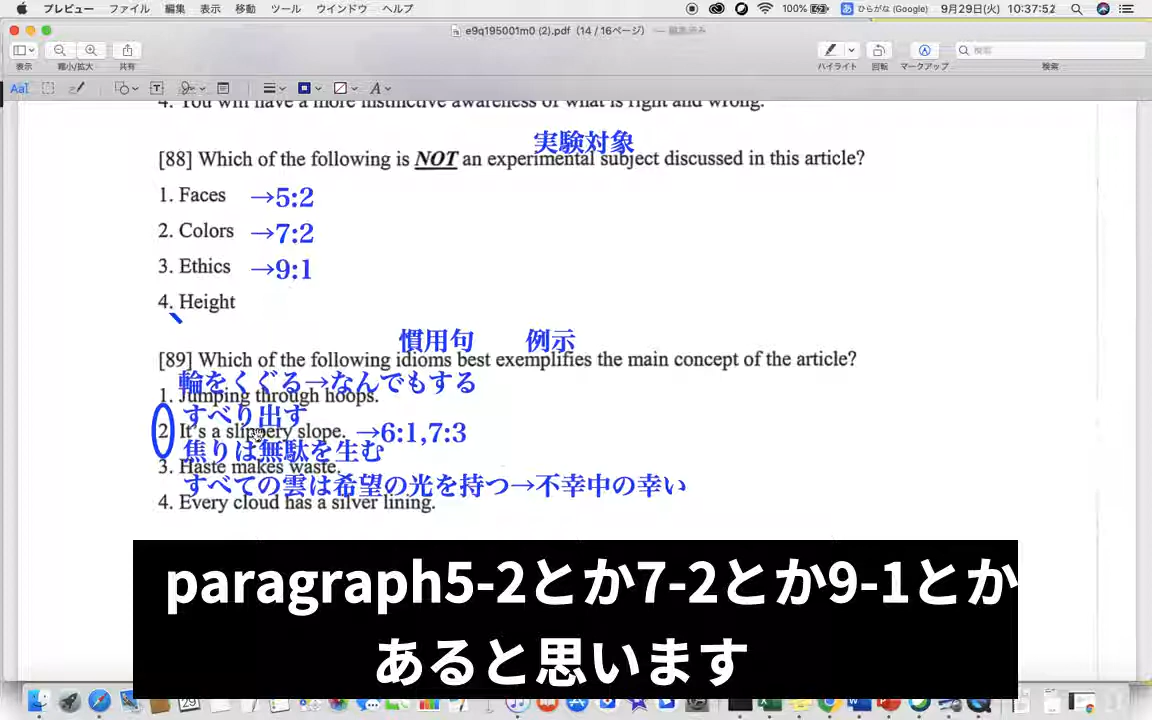 プレビュー ファイル 編集 表示 移動 ツール ウインドウ ヘルプ 100% あ ひらがな (Google) 9月29日(火) 10:37:52
e9q195001m0 (2).pdf (14 / 16ページ) — 編集済み
検索
表示 縮小/拡大 共有 ハイライト 回転 マークアップ 検索
4. You will have a more instinctive awareness of what is right and wrong.
実験対象
[88] Which of the following is NOT an experimental subject discussed in this article?
1. Faces →5:2
2. Colors →7:2
3. Ethics →9:1
4. Height
慣用句 例示
[89] Which of the following idioms best exemplifies the main concept of the article?
輪をくぐる→なんでもする
1. Jumping through hoops.
すべり出す
2. It's a slippery slope. →6:1,7:3
焦りは無駄を生む
3. Haste makes waste.
すべての雲は希望の光を持つ→不幸中の幸い
4. Every cloud has a silver lining.
paragraph5-2とか7-2とか9-1とか
あると思います